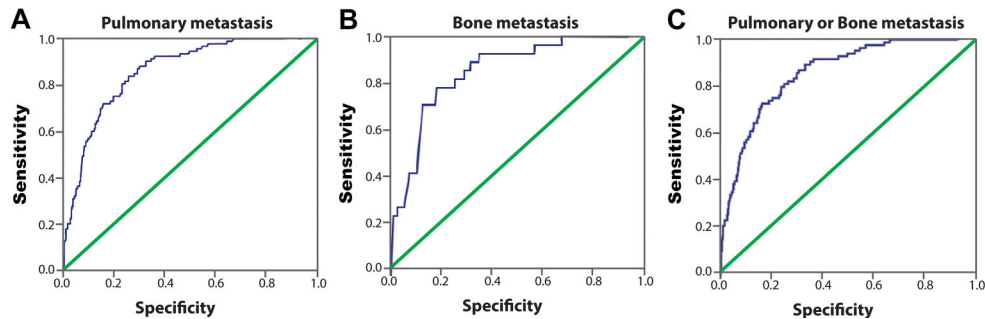 A
Pulmonary metastasis
1.0
0.8
0.6
0.4
0.2
0.0
Sensitivity
0.0 0.2 0.4 0.6 0.8 1.0
Specificity
B
Bone metastasis
1.0
0.8
0.6
0.4
0.2
0.0
Sensitivity
0.0 0.2 0.4 0.6 0.8 1.0
Specificity
C
Pulmonary or Bone metastasis
1.0
0.8
0.6
0.4
0.2
0.0
Sensitivity
0.0 0.2 0.4 0.6 0.8 1.0
Specificity